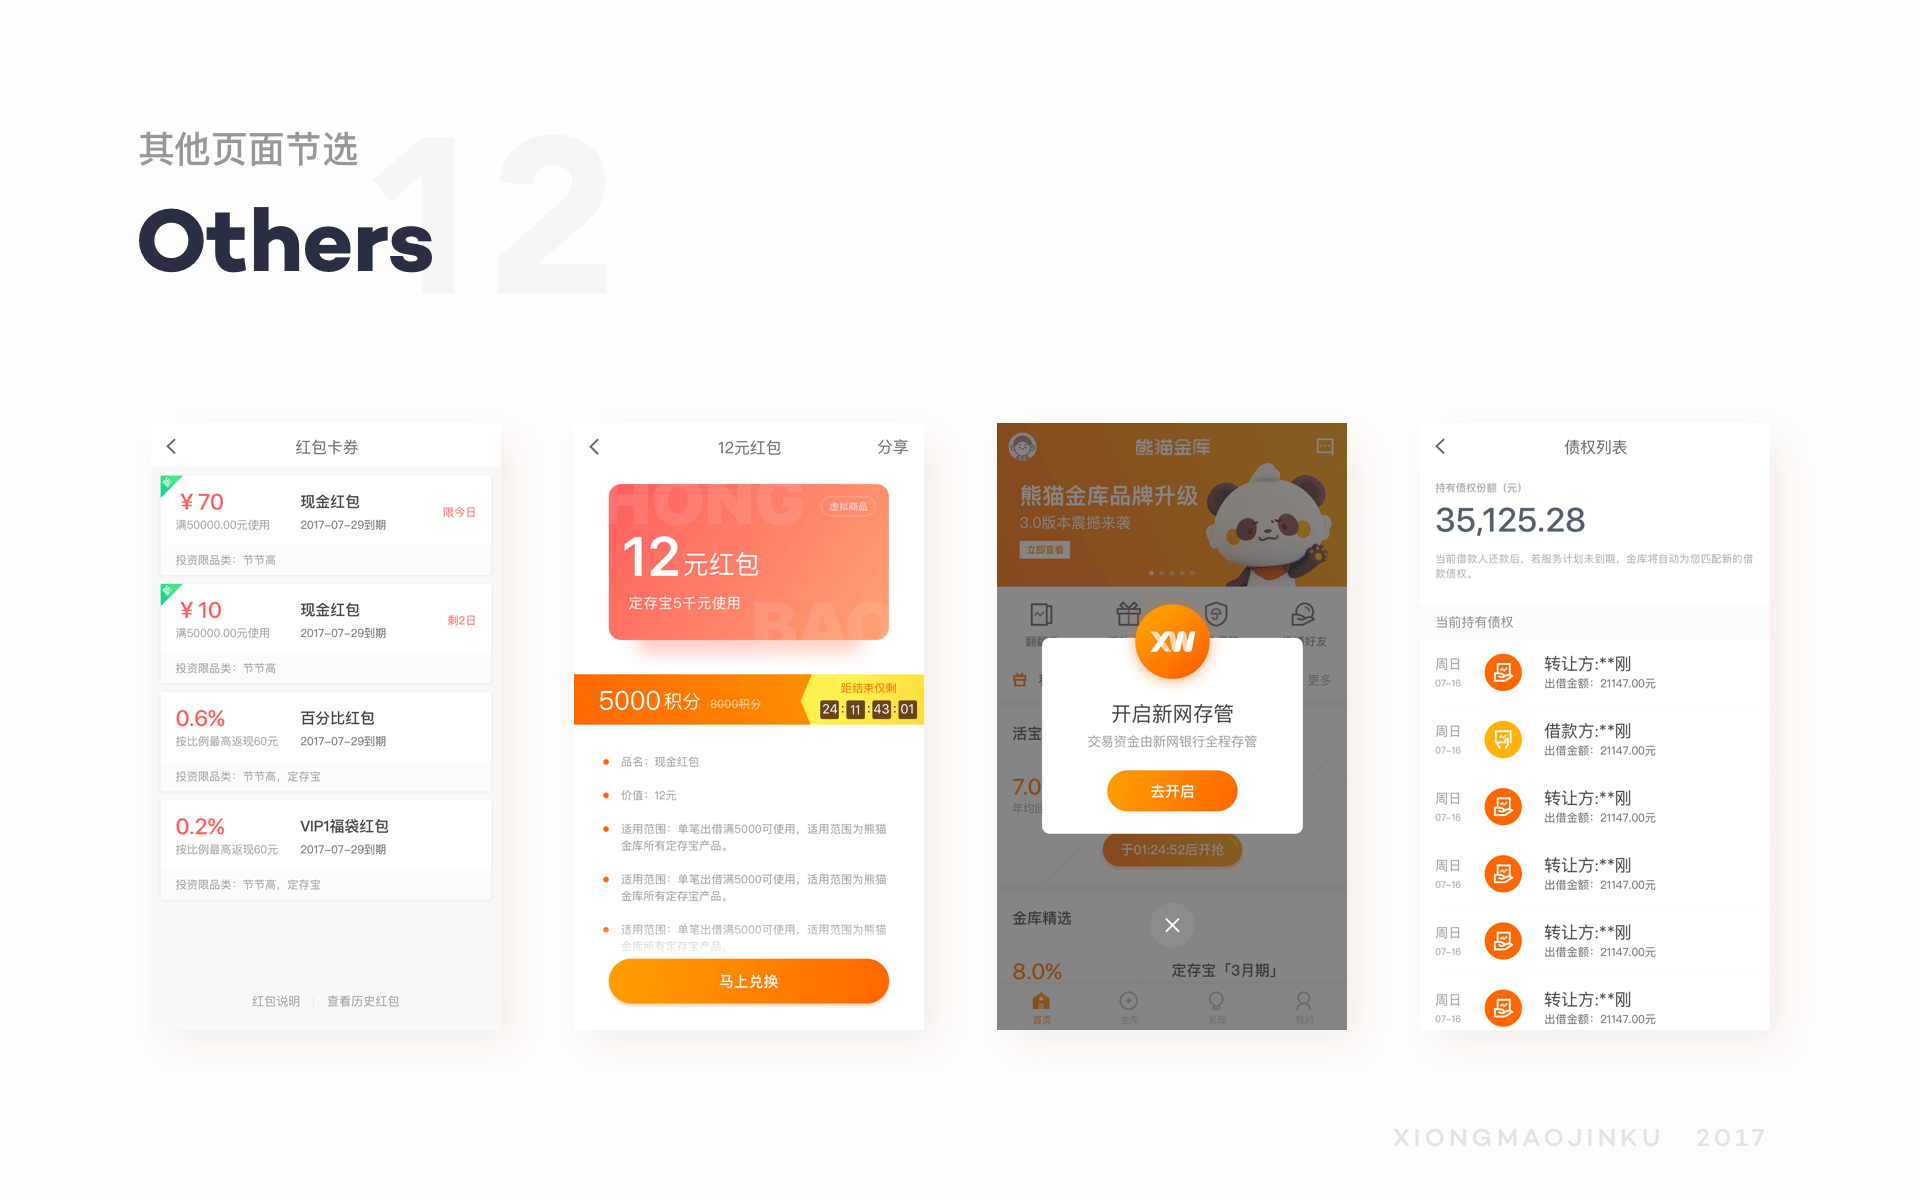 其他页面节选
12
Others
红包卡券
新
¥70
现金红包
限今日
满50000.00元使用
2017-07-29到期
投资限品类：节节高
新
¥10
现金红包
剩2日
满50000.00元使用
2017-07-29到期
投资限品类：节节高
0.6%
百分比红包
按比例最高返现60元
2017-07-29到期
投资限品类：节节高，定存宝
0.2%
VIP1福袋红包
按比例最高返现60元
2017-07-29到期
投资限品类：节节高，定存宝
红包说明
查看历史红包
12元红包
分享
HONG
虚拟商品
12元红包
定存宝5千元使用
BAO
5000积分 8000积分
距结束仅剩
24:11:43:01
品名：现金红包
价值：12元
适用范围：单笔出借满5000可使用，适用范围为熊猫
金库所有定存宝产品。
适用范围：单笔出借满5000可使用，适用范围为熊猫
金库所有定存宝产品。
适用范围：单笔出借满5000可使用，适用范围为熊猫
金库所有定存宝产品。
马上兑换
熊猫金库
熊猫金库品牌升级
3.0版本震撼来袭
立即查看
好友
更多
XW
开启新网存管
交易资金由新网银行全程存管
去开启
活宝
7.0
年均
于01:24:52后开抢
金库精选
8.0%
定存宝「3月期」
首页
金库
发现
我的
债权列表
持有债权份额（元）
35,125.28
当前借款人还款后，若服务计划未到期，金库将自动为您匹配新的借
款债权。
当前持有债权
周日
07-16
转让方:**刚
出借金额：21147.00元
周日
07-16
借款方:**刚
出借金额：21147.00元
周日
07-16
转让方:**刚
出借金额：21147.00元
周日
07-16
转让方:**刚
出借金额：21147.00元
周日
07-16
转让方:**刚
出借金额：21147.00元
周日
07-16
转让方:**刚
出借金额：21147.00元
XIONGMAOJINKU 2017